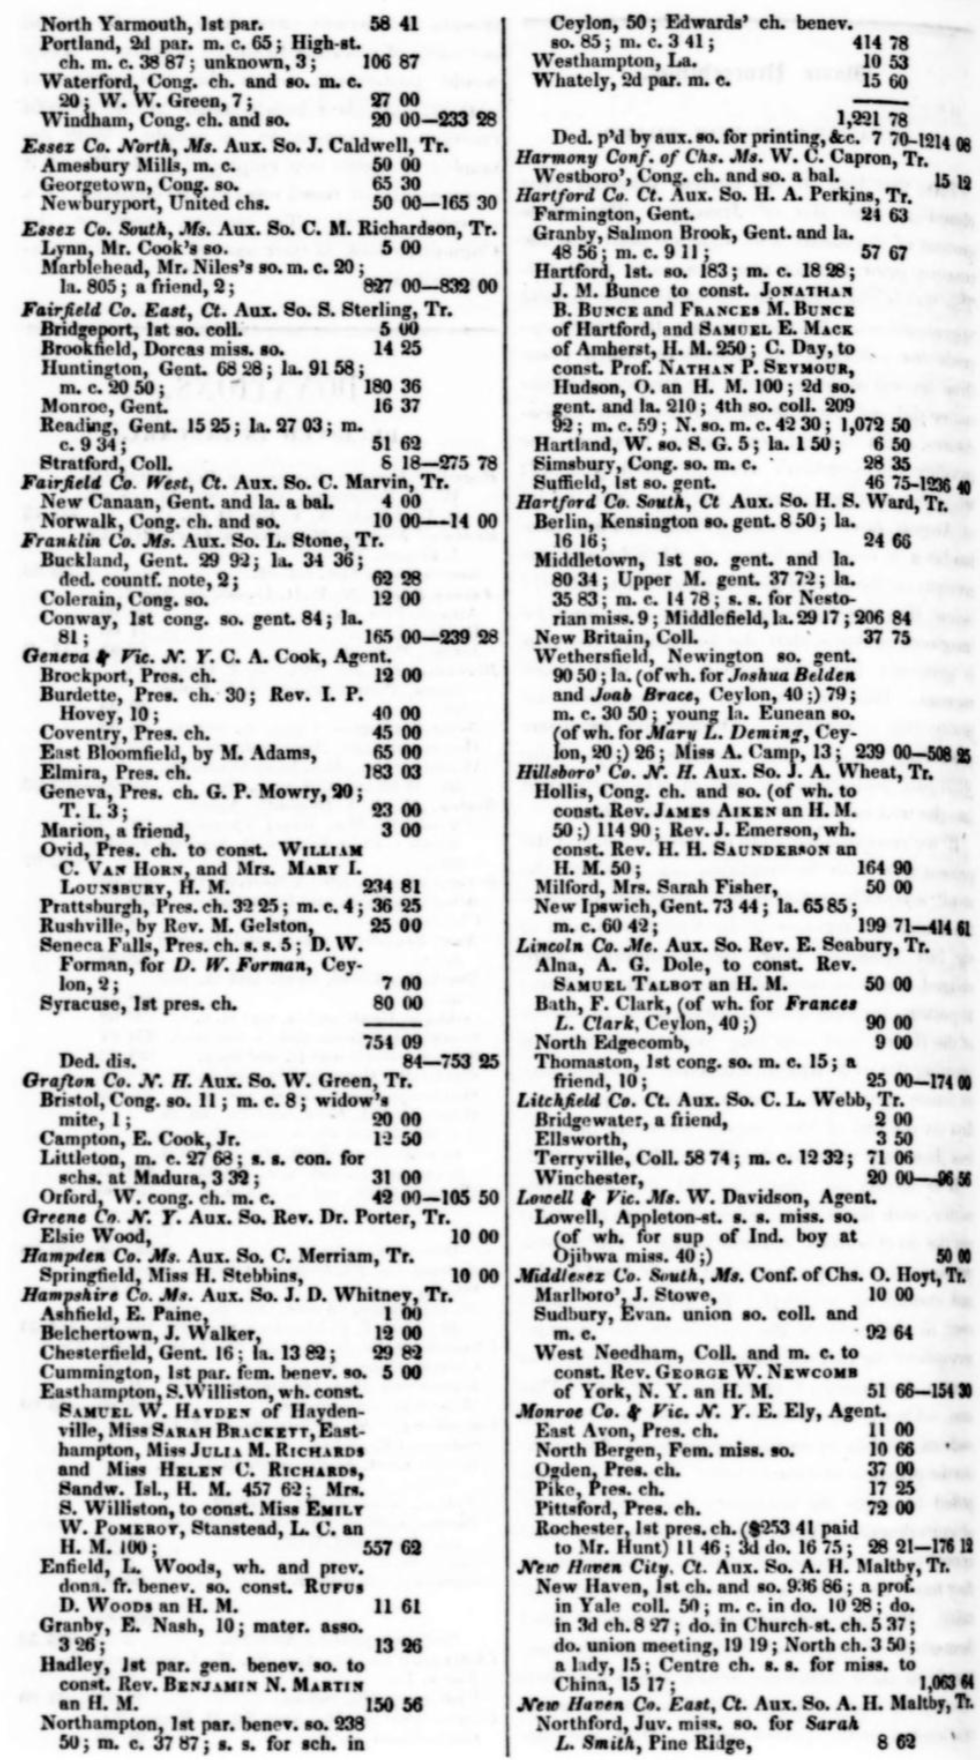 North Yarmouth, 1st par. 58 41
Portland, 2d par. m. c. 65; High-st.
ch. m. c. 38 87; unknown, 3; 106 87
Waterford, Cong. ch. and so. m. c.
20; W. W. Green, 7; 27 00
Windham, Cong. ch. and so. 20 00—233 28
Essex Co. North, Ms. Aux. So. J. Caldwell, Tr.
Amesbury Mills, m. c. 50 00
Georgetown, Cong. so. 65 30
Newburyport, United chs. 50 00—165 30
Essex Co. South, Ms. Aux. So. C. M. Richardson, Tr.
Lynn, Mr. Cook's so. 5 00
Marblehead, Mr. Niles's so. m. c. 20;
la. 805; a friend, 2; 827 00—832 00
Fairfield Co. East, Ct. Aux. So. S. Sterling, Tr.
Bridgeport, 1st so. coll. 5 00
Brookfield, Dorcas miss. so. 14 25
Huntington, Gent. 68 28; la. 91 58;
m. c. 20 50; 180 36
Monroe, Gent. 16 37
Reading, Gent. 15 25; la. 27 03; m.
c. 9 34; 51 62
Stratford, Coll. 8 18—275 78
Fairfield Co. West, Ct. Aux. So. C. Marvin, Tr.
New Canaan, Gent. and la. a bal. 4 00
Norwalk, Cong. ch. and so. 10 00—14 00
Franklin Co. Ms. Aux. So. L. Stone, Tr.
Buckland, Gent. 29 92; la. 34 36;
ded. countf. note, 2; 62 28
Colerain, Cong. so. 12 00
Conway, 1st cong. so. gent. 84; la.
81; 165 00—239 28
Geneva & Vic. N. Y. C. A. Cook, Agent.
Brockport, Pres. ch. 12 00
Burdette, Pres. ch. 30; Rev. I. P.
Hovey, 10; 40 00
Coventry, Pres. ch. 45 00
East Bloomfield, by M. Adams, 65 00
Elmira, Pres. ch. 183 03
Geneva, Pres. ch. G. P. Mowry, 20;
T. I. 3; 23 00
Marion, a friend, 3 00
Ovid, Pres. ch. to const. WILLIAM
C. VAN HORN, and Mrs. MARY I.
LOUNSBURY, H. M. 234 81
Prattsburgh, Pres. ch. 32 25; m. c. 4; 36 25
Rushville, by Rev. M. Gelston, 25 00
Seneca Falls, Pres. ch. s. s. 5; D. W.
Forman, for D. W. Forman, Cey-
lon, 2; 7 00
Syracuse, 1st pres. ch. 80 00
754 09
Ded. dis. 84—753 25
Grafton Co. N. H. Aux. So. W. Green, Tr.
Bristol, Cong. so. 11; m. c. 8; widow's
mite, 1; 20 00
Campton, E. Cook, Jr. 12 50
Littleton, m. c. 27 68; s. s. con. for
schs. at Madura, 3 32; 31 00
Orford, W. cong. ch. m. c. 42 00—105 50
Greene Co. N. Y. Aux. So. Rev. Dr. Porter, Tr.
Elsie Wood, 10 00
Hampden Co. Ms. Aux. So. C. Merriam, Tr.
Springfield, Miss H. Stebbins, 10 00
Hampshire Co. Ms. Aux. So. J. D. Whitney, Tr.
Ashfield, E. Paine, 1 00
Belchertown, J. Walker, 12 00
Chesterfield, Gent. 16; la. 13 82; 29 82
Cummington, 1st par. fem. benev. so. 5 00
Easthampton, S. Williston, wh. const.
SAMUEL W. HAYDEN of Hayden-
ville, Miss SARAH BRACKETT, East-
hampton, Miss JULIA M. RICHARDS
and Miss HELEN C. RICHARDS,
Sandw. Isl., H. M. 457 62; Mrs.
S. Williston, to const. Miss EMILY
W. POMEROY, Stanstead, L. C. an
H. M. 100; 557 62
Enfield, L. Woods, wh. and prev.
dona. fr. benev. so. const. RUFUS
D. WOODS an H. M. 11 61
Granby, E. Nash, 10; mater. asso.
3 26; 13 26
Hadley, 1st par. gen. benev. so. to
const. Rev. BENJAMIN N. MARTIN
an H. M. 150 56
Northampton, 1st par. benev. so. 238
50; m. c. 37 87; s. s. for sch. in
Ceylon, 50; Edwards' ch. benev.
so. 85; m. c. 3 41; 414 78
Westhampton, La. 10 53
Whately, 2d par. m. c. 15 60
1,221 78
Ded. p'd by aux. so. for printing, &c. 7 70—1214 08
Harmony Conf. of Chs. Ms. W. C. Capron, Tr.
Westboro', Cong. ch. and so. a bal. 15 12
Hartford Co. Ct. Aux. So. H. A. Perkins, Tr.
Farmington, Gent. 24 63
Granby, Salmon Brook, Gent. and la.
48 56; m. c. 9 11; 57 67
Hartford, 1st. so. 183; m. c. 18 28;
J. M. Bunce to const. JONATHAN
B. BUNCE and FRANCES M. BUNCE
of Hartford, and SAMUEL E. MACK
of Amherst, H. M. 250; C. Day, to
const. Prof. NATHAN P. SEYMOUR,
Hudson, O. an H. M. 100; 2d so.
gent. and la. 210; 4th so. coll. 209
92; m. c. 59; N. so. m. c. 42 30; 1,072 50
Hartland, W. so. S. G. 5; la. 1 50; 6 50
Simsbury, Cong. so. m. c. 28 35
Suffield, 1st so. gent. 46 75—1236 40
Hartford Co. South, Ct Aux. So. H. S. Ward, Tr.
Berlin, Kensington so. gent. 8 50; la.
16 16; 24 66
Middletown, 1st so. gent. and la.
80 34; Upper M. gent. 37 72; la.
35 83; m. c. 14 78; s. s. for Nesto-
rian miss. 9; Middlefield, la. 29 17; 206 84
New Britain, Coll. 37 75
Wethersfield, Newington so. gent.
90 50; la. (of wh. for Joshua Belden
and Joab Brace, Ceylon, 40;) 79;
m. c. 30 50; young la. Eunean so.
(of wh. for Mary L. Deming, Cey-
lon, 20;) 26; Miss A. Camp, 13; 239 00—508 25
Hillsboro' Co. N. H. Aux. So. J. A. Wheat, Tr.
Hollis, Cong. ch. and so. (of wh. to
const. Rev. JAMES AIKEN an H. M.
50;) 114 90; Rev. J. Emerson, wh.
const. Rev. H. H. SAUNDERSON an
H. M. 50; 164 90
Milford, Mrs. Sarah Fisher, 50 00
New Ipswich, Gent. 73 44; la. 65 85;
m. c. 60 42; 199 71—414 61
Lincoln Co. Me. Aux. So. Rev. E. Seabury, Tr.
Alna, A. G. Dole, to const. Rev.
SAMUEL TALBOT an H. M. 50 00
Bath, F. Clark, (of wh. for Frances
L. Clark, Ceylon, 40;) 90 00
North Edgecomb, 9 00
Thomaston, 1st cong. so. m. c. 15; a
friend, 10; 25 00—174 00
Litchfield Co. Ct. Aux. So. C. L. Webb, Tr.
Bridgewater, a friend, 2 00
Ellsworth, 3 50
Terryville, Coll. 58 74; m. c. 12 32; 71 06
Winchester, 20 00—96 56
Lowell & Vic. Ms. W. Davidson, Agent.
Lowell, Appleton-st. s. s. miss. so.
(of wh. for sup of Ind. boy at
Ojibwa miss. 40;) 50 00
Middlesex Co. South, Ms. Conf. of Chs. O. Hoyt, Tr.
Marlboro', J. Stowe, 10 00
Sudbury, Evan. union so. coll. and
m. c. 92 64
West Needham, Coll. and m. c. to
const. Rev. GEORGE W. NEWCOMB
of York, N. Y. an H. M. 51 66—154 30
Monroe Co. & Vic. N. Y. E. Ely, Agent.
East Avon, Pres. ch. 11 00
North Bergen, Fem. miss. so. 10 66
Ogden, Pres. ch. 37 00
Pike, Pres. ch. 17 25
Pittsford, Pres. ch. 72 00
Rochester, 1st pres. ch. ($253 41 paid
to Mr. Hunt) 11 46; 3d do. 16 75; 28 21—176 12
New Haven City, Ct. Aux. So. A. H. Maltby, Tr.
New Haven, 1st ch. and so. 936 86; a prof.
in Yale coll. 50; m. c. in do. 10 28; do.
in 3d ch. 8 27; do. in Church-st. ch. 5 37;
do. union meeting, 19 19; North ch. 3 50;
a lady, 15; Centre ch. s. s. for miss. to
China, 15 17; 1,063 64
New Haven Co. East, Ct. Aux. So. A. H. Maltby, Tr.
Northford, Juv. miss. so. for Sarah
L. Smith, Pine Ridge, 8 62